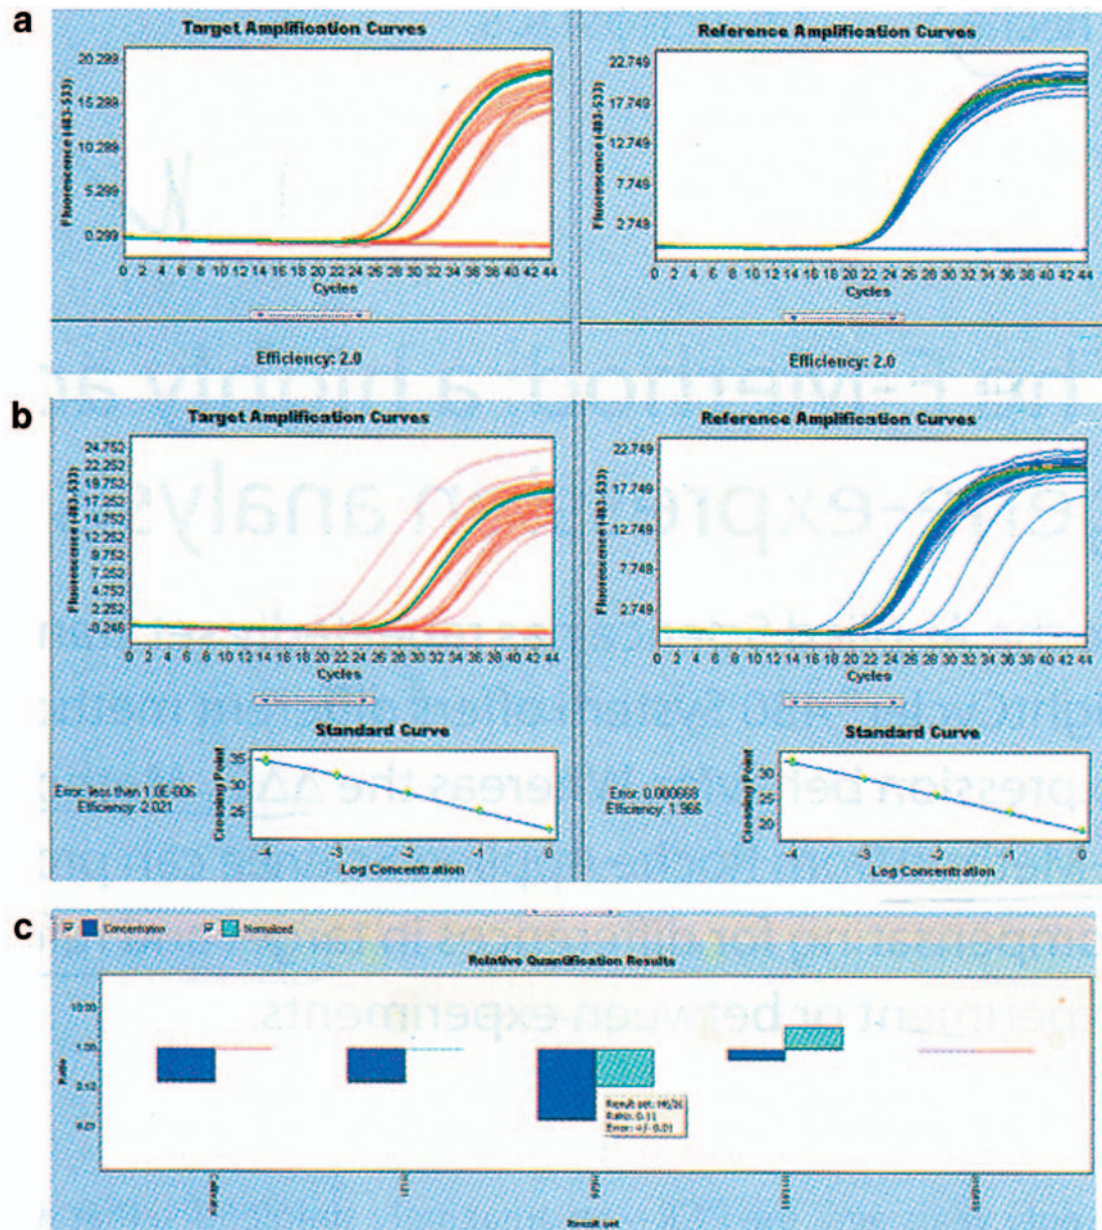 a
Target Amplification Curves
Reference Amplification Curves
Fluorescence (483-533)
20.299
15.299
10.299
5.299
0.299
0 2 4 6 8 10 12 14 16 18 20 22 24 26 28 30 32 34 36 38 40 42 44
Cycles
Efficiency: 2.0
Fluorescence (483-533)
22.749
17.749
12.749
7.749
2.749
0 2 4 6 8 10 12 14 16 18 20 22 24 26 28 30 32 34 36 38 40 42 44
Cycles
Efficiency: 2.0
b
Target Amplification Curves
Reference Amplification Curves
Fluorescence (483-533)
24.752
22.252
19.752
17.252
14.752
12.252
9.752
7.252
4.752
2.252
-0.248
0 2 4 6 8 10 12 14 16 18 20 22 24 26 28 30 32 34 36 38 40 42 44
Cycles
Fluorescence (483-533)
22.749
17.749
12.749
7.749
2.749
0 2 4 6 8 10 12 14 16 18 20 22 24 26 28 30 32 34 36 38 40 42 44
Cycles
Standard Curve
Error: less than 1.0E-006
Efficiency: 2.021
Crossing Point
35
30
25
-4 -3 -1 0
Log Concentration
Standard Curve
Error: 0.000668
Efficiency: 1.966
Crossing Point
30
25
20
-4 -3 -2 -1 0
Log Concentration
c
Concentration
Normalized
Relative Quantification Results
Ratio
10.00
1.00
0.10
0.01
Result set: H6/26
Ratio: 0.11
Error: +/- 0.01
Calibrator
Result set